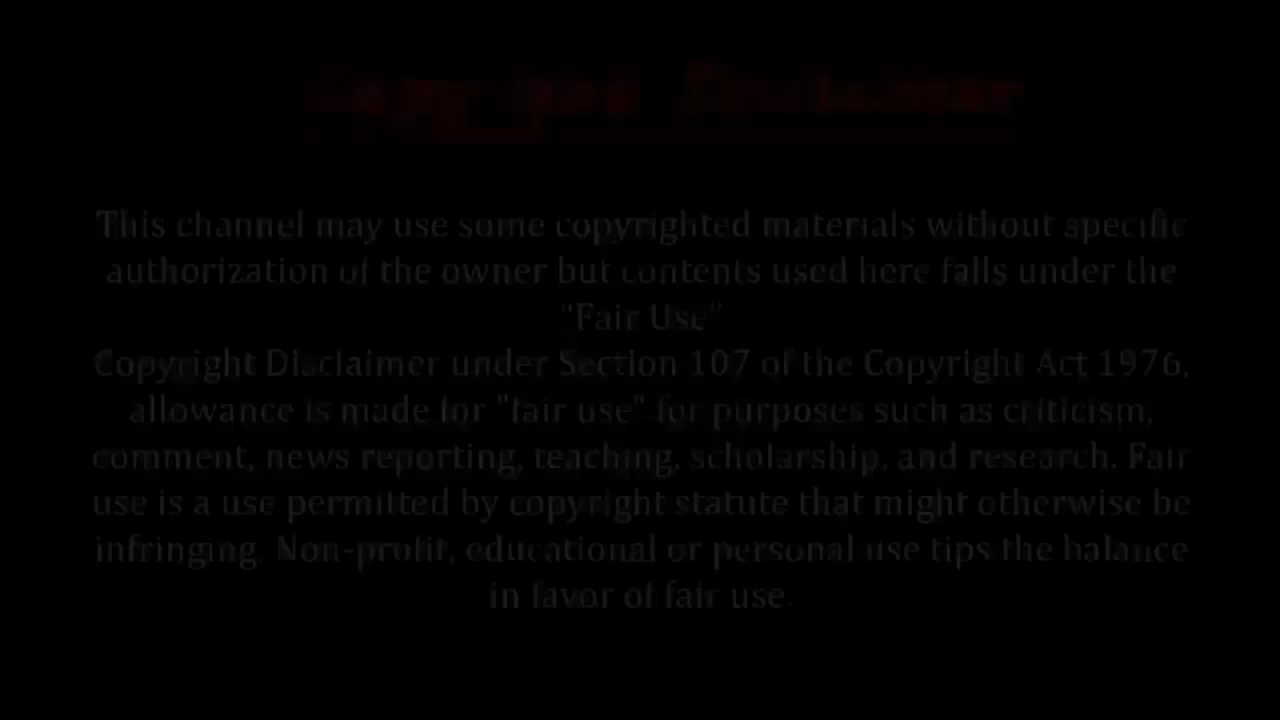 Copyright Disclaimer
This channel may use some copyrighted materials without specific
authorization of the owner but contents used here falls under the
"Fair Use"
Copyright Disclaimer under Section 107 of the Copyright Act 1976,
allowance is made for "fair use" for purposes such as criticism,
comment, news reporting, teaching, scholarship, and research. Fair
use is a use permitted by copyright statute that might otherwise be
infringing. Non-profit, educational or personal use tips the balance
in favor of fair use.